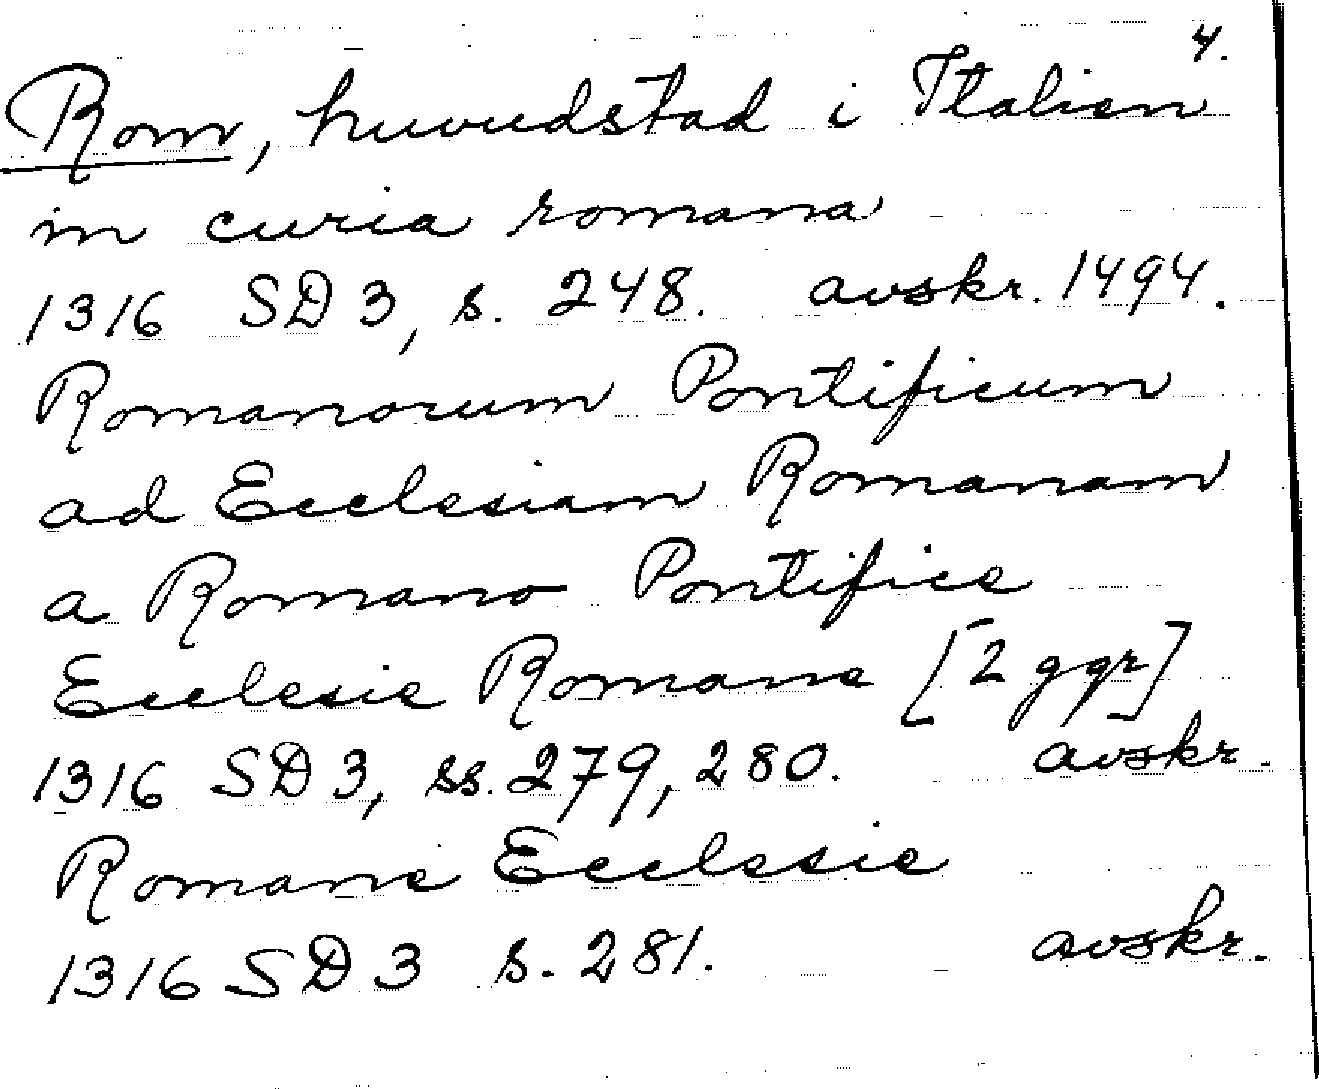 4.
Rom, huvudstad i Italien
in curia romana
1316 SD 3, s. 248. avskr. 1494.
Romanorum Pontificum
ad Ecclesiam Romanam
a Romano Pontifice
Ecclesie Romane [2 ggr]
1316 SD 3, ss. 279, 280. avskr.
Romane Ecclesie
1316 SD 3 s. 281. avskr.